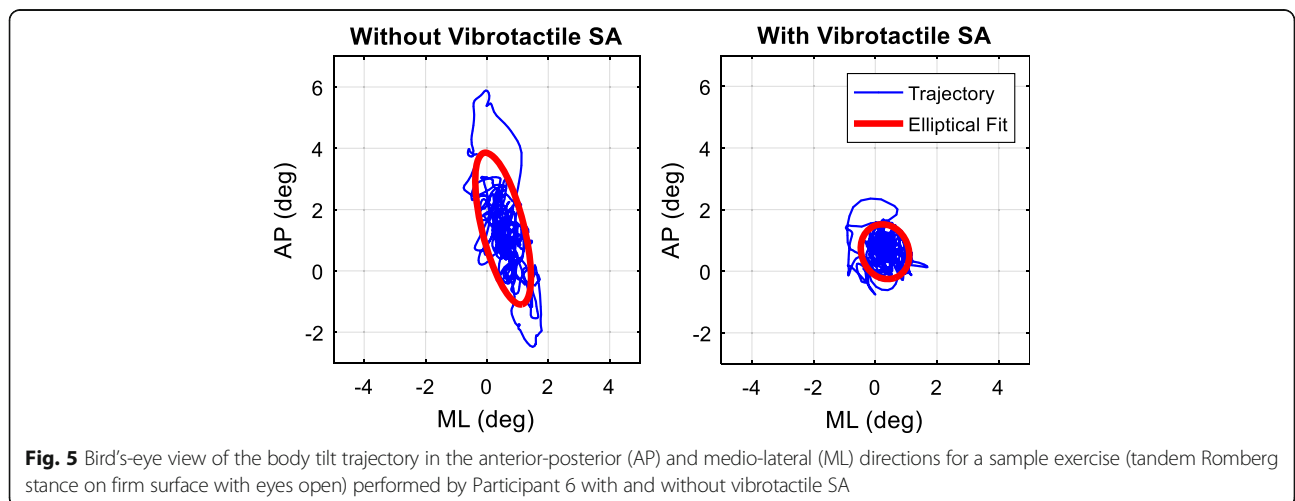 Without Vibrotactile SA
With Vibrotactile SA
6
4
2
0
-2
-4
-2
0
2
4
AP (deg)
ML (deg)
6
4
2
0
-2
-4
-2
0
2
4
AP (deg)
ML (deg)
Trajectory
Elliptical Fit
Fig. 5 Bird's-eye view of the body tilt trajectory in the anterior-posterior (AP) and medio-lateral (ML) directions for a sample exercise (tandem Romberg
stance on firm surface with eyes open) performed by Participant 6 with and without vibrotactile SA